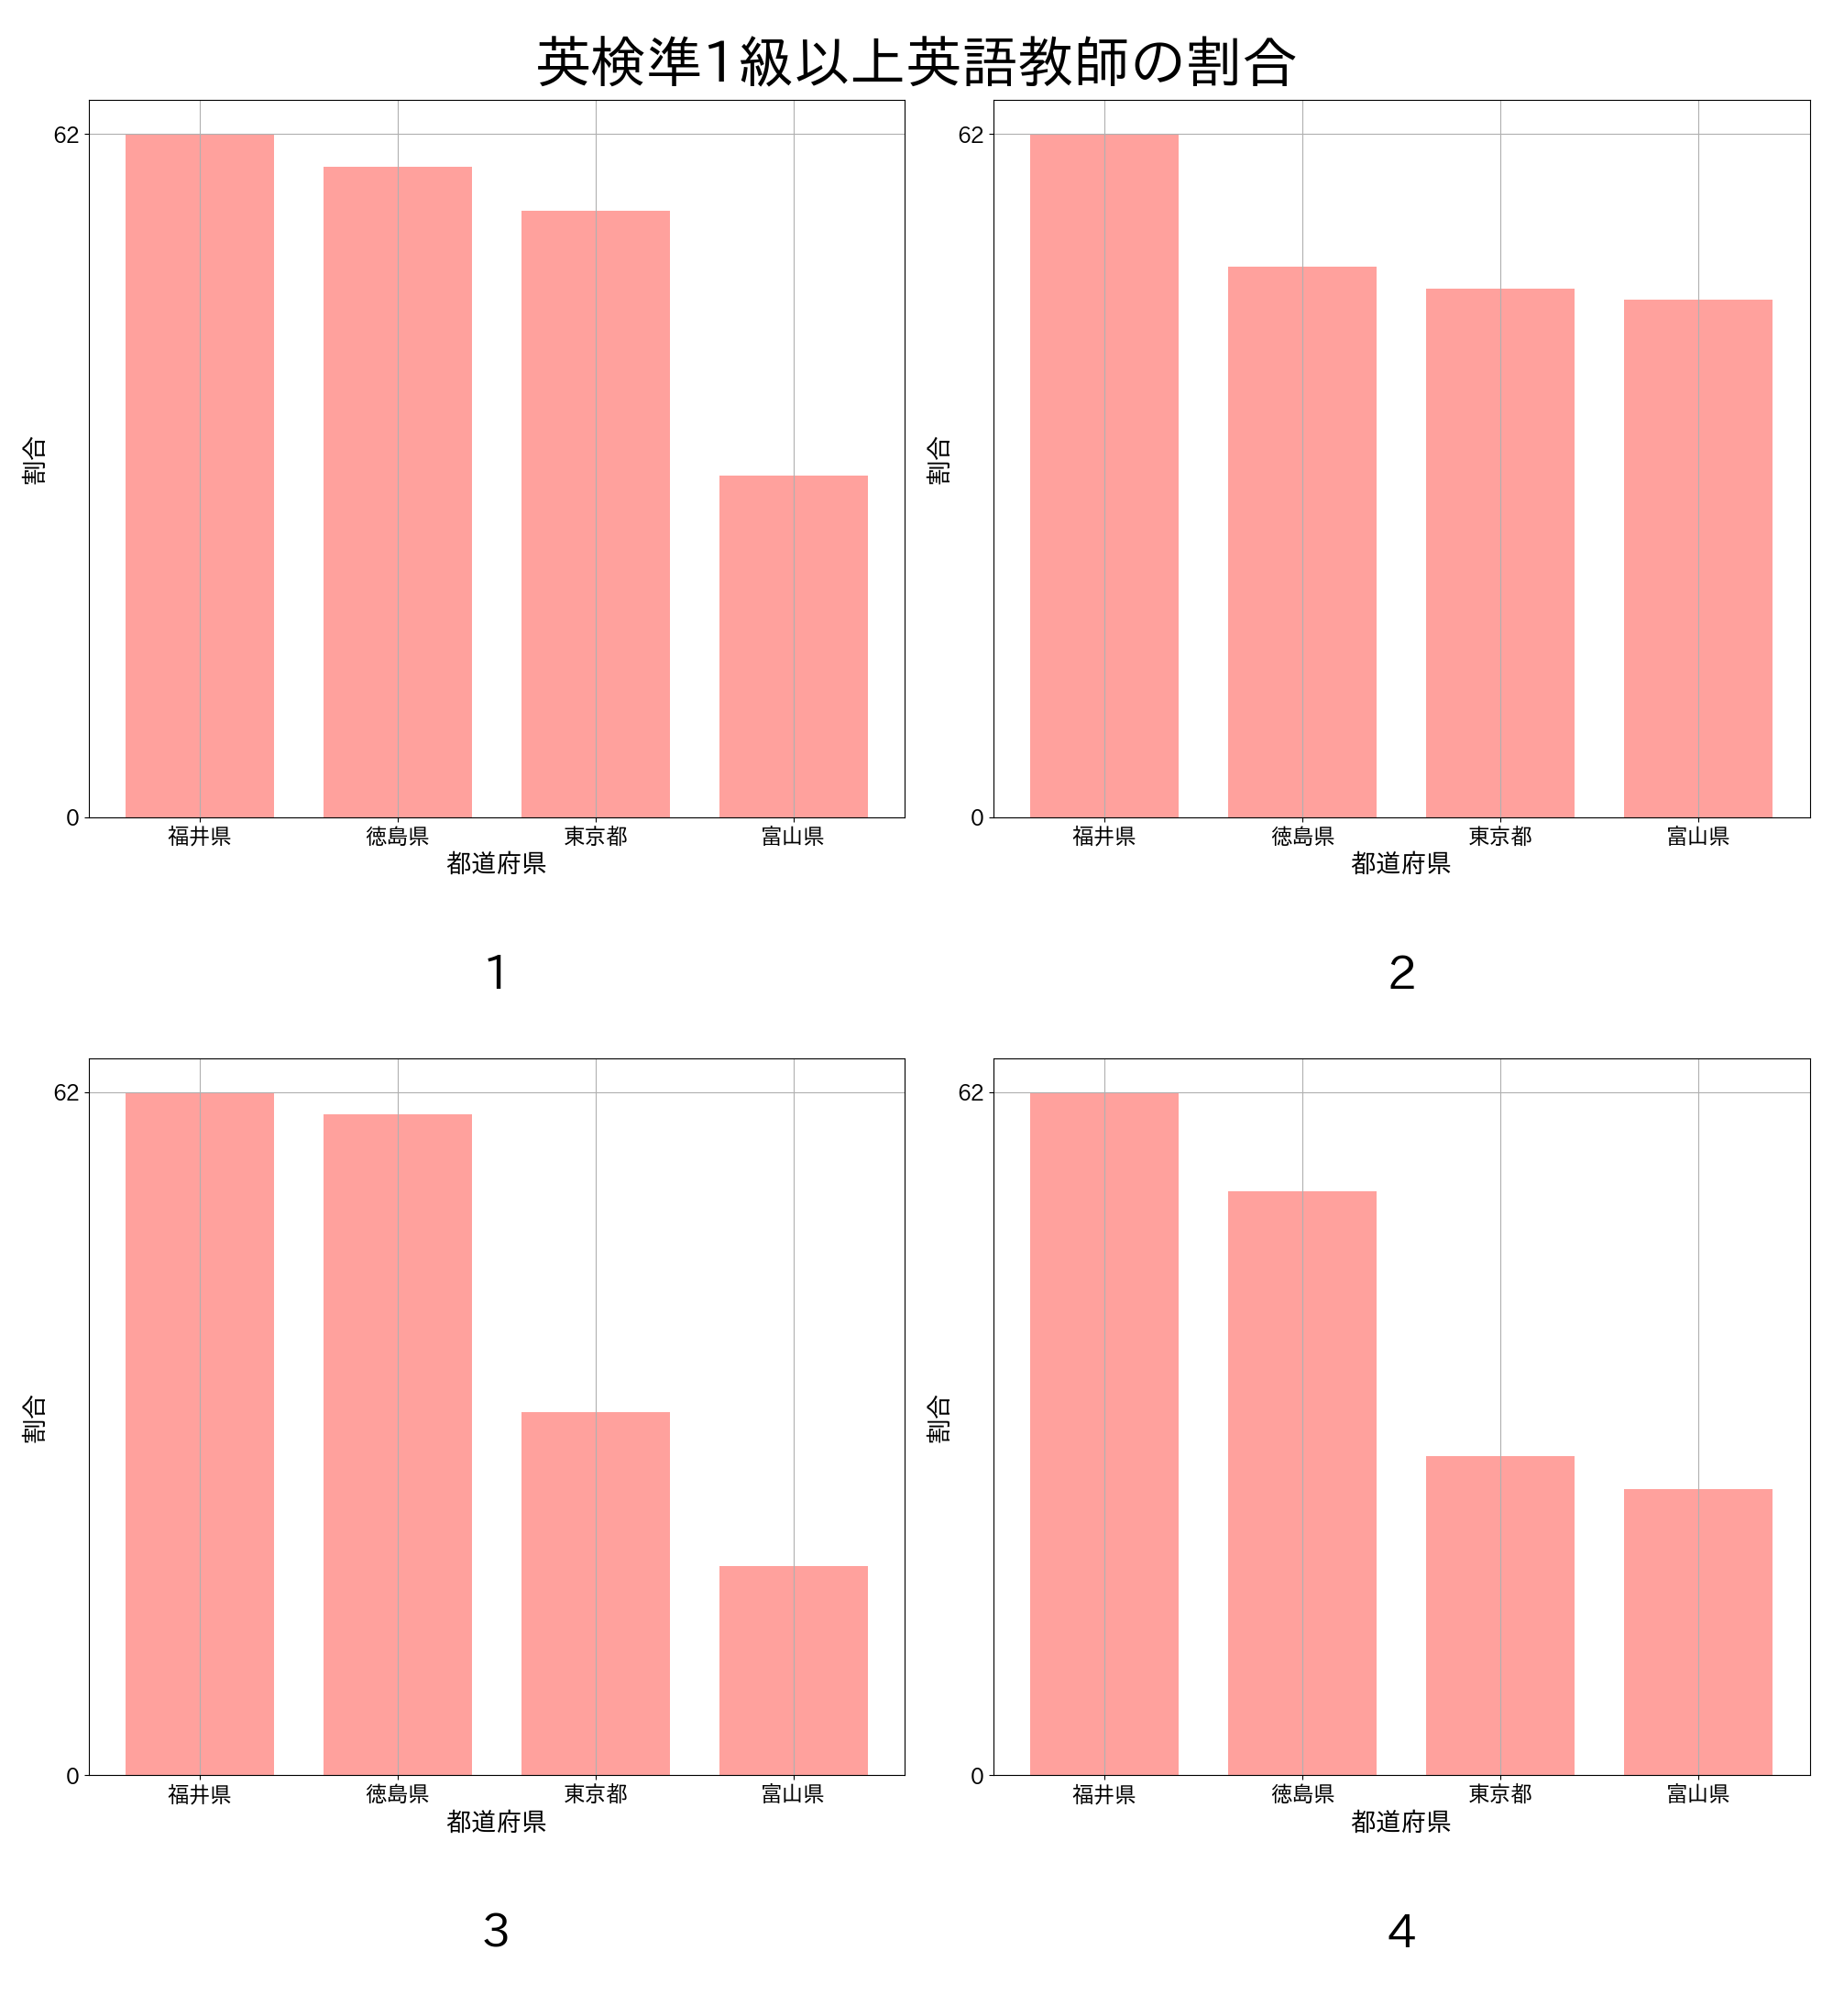 英検準1級以上英語教師の割合
62
0
割合
福井県 徳島県 東京都 富山県
都道府県
1
62
0
割合
福井県 徳島県 東京都 富山県
都道府県
2
62
0
割合
福井県 徳島県 東京都 富山県
都道府県
3
62
0
割合
福井県 徳島県 東京都 富山県
都道府県
4